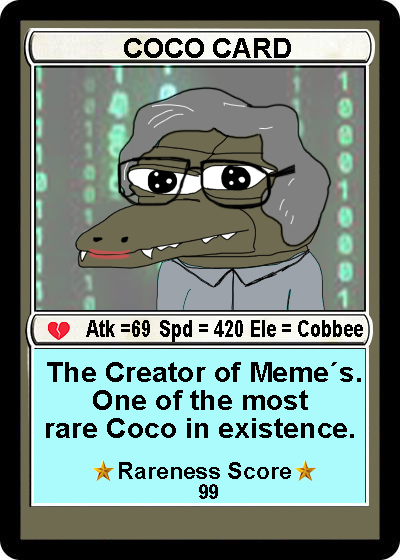 COCO CARD
Atk =69 Spd = 420 Ele = Cobbee
The Creator of Meme´s.
One of the most
rare Coco in existence.
Rareness Score
99